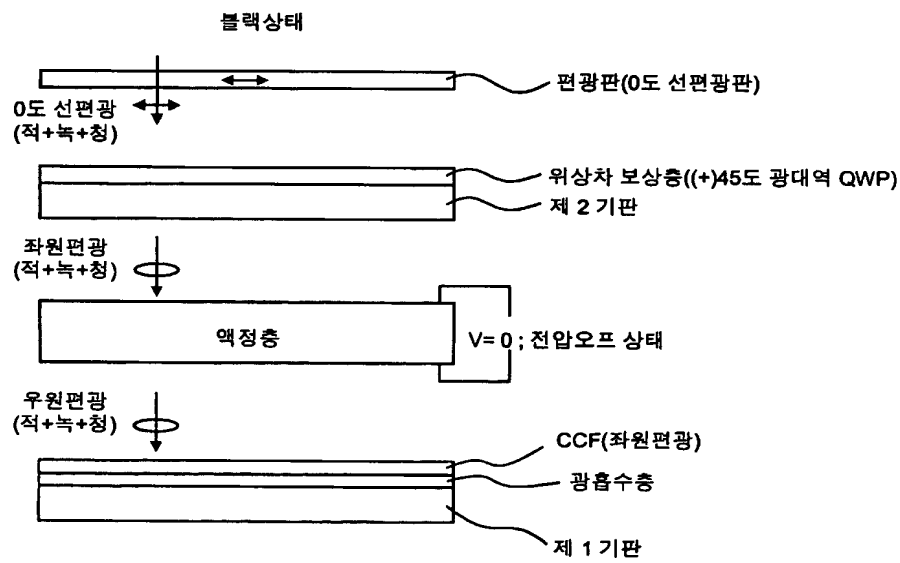 블랙상태
편광판(0도 선편광판)
0도 선편광
(적+녹+청)
위상차 보상층((+)45도 광대역 QWP)
제 2 기판
좌원편광
(적+녹+청)
액정층
V= 0 ; 전압오프 상태
우원편광
(적+녹+청)
CCF(좌원편광)
광흡수층
제 1 기판